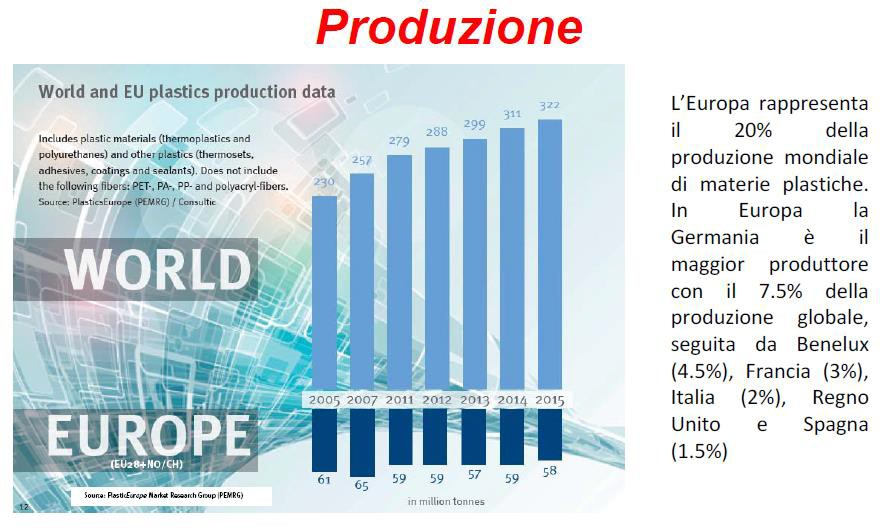 Produzione
World and EU plastics production data
Includes plastic materials (thermoplastics and
polyurethanes) and other plastics (thermosets,
adhesives, coatings and sealants). Does not include
the following fibers: PET-, PA-, PP- and polyacryl-fibers.
Source: PlasticsEurope (PEMRG) / Consultic
WORLD
230 257 279 288 299 311 322
2005 2007 2011 2012 2013 2014 2015
EUROPE
(EU28+NO/CH)
61 65 59 59 57 59 58
in million tonnes
Source: PlasticEurope Market Research Group (PEMRG)
12
L'Europa rappresenta
il 20% della
produzione mondiale
di materie plastiche.
In Europa la
Germania è il
maggior produttore
con il 7.5% della
produzione globale,
seguita da Benelux
(4.5%), Francia (3%),
Italia (2%), Regno
Unito e Spagna
(1.5%)